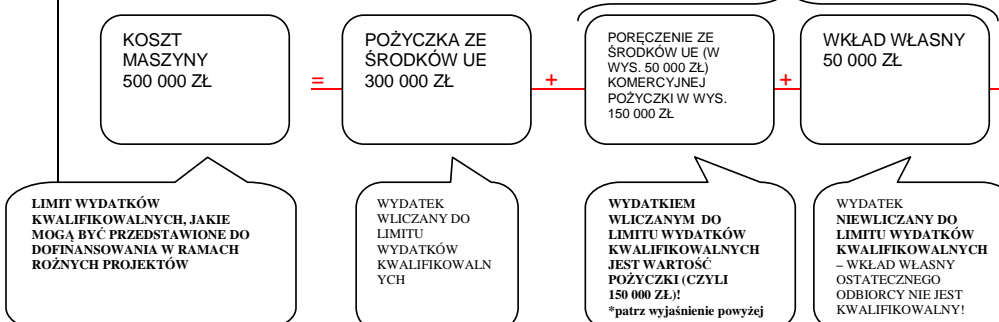 KOSZT
MASZYNY
500 000 ZŁ
=
POŻYCZKA ZE
ŚRODKÓW UE
300 000 ZŁ
+
PORĘCZENIE ZE
ŚRODKÓW UE (W
WYS. 50 000 ZŁ)
KOMERCYJNEJ
POŻYCZKI W WYS.
150 000 ZŁ
+
WKŁAD WŁASNY
50 000 ZŁ
LIMIT WYDATKÓW
KWALIFIKOWALNYCH, JAKIE
MOGĄ BYĆ PRZEDSTAWIONE DO
DOFINANSOWANIA W RAMACH
ROŻNYCH PROJEKTÓW
WYDATEK
WLICZANY DO
LIMITU
WYDATKÓW
KWALIFIKOWALN
YCH
WYDATKIEM
WLICZANYM DO
LIMITU WYDATKÓW
KWALIFIKOWALNYCH
JEST WARTOŚĆ
POŻYCZKI (CZYLI
150 000 ZŁ)!
*patrz wyjaśnienie powyżej
WYDATEK
NIEWLICZANY DO
LIMITU WYDATKÓW
KWALIFIKOWALNYCH
– WKŁAD WŁASNY
OSTATECZNEGO
ODBIORCY NIE JEST
KWALIFIKOWALNY!